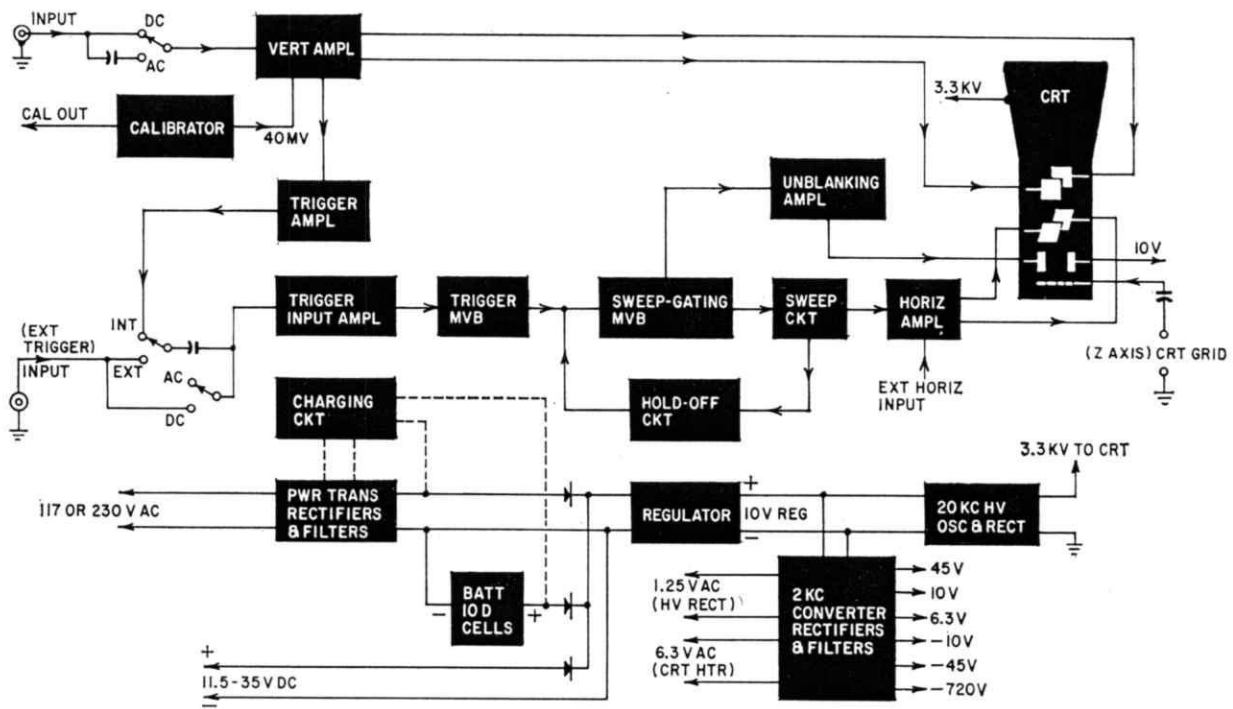 INPUT
DC
AC
VERT AMPL
3.3 KV
CRT
CAL OUT
CALIBRATOR
40MV
TRIGGER
AMPL
UNBLANKING
AMPL
10V
INT
(EXT
TRIGGER)
INPUT
EXT
AC
DC
TRIGGER
INPUT AMPL
TRIGGER
MVB
SWEEP-GATING
MVB
SWEEP
CKT
HORIZ
AMPL
(Z AXIS) CRT GRID
EXT HORIZ
INPUT
CHARGING
CKT
HOLD-OFF
CKT
3.3 KV TO CRT
117 OR 230 V AC
PWR TRANS
RECTIFIERS
& FILTERS
REGULATOR
+
10V REG
−
20 KC HV
OSC & RECT
−
BATT
10 D
CELLS
+
1.25 V AC
(HV RECT)
6.3 V AC
(CRT HTR)
2 KC
CONVERTER
RECTIFIERS
& FILTERS
45V
10V
6.3V
−10V
−45V
−720V
+
11.5-35V DC
−